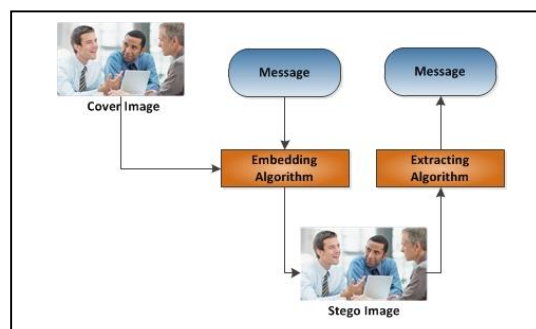 Cover Image
Message
Message
Embedding
Algorithm
Extracting
Algorithm
Stego Image